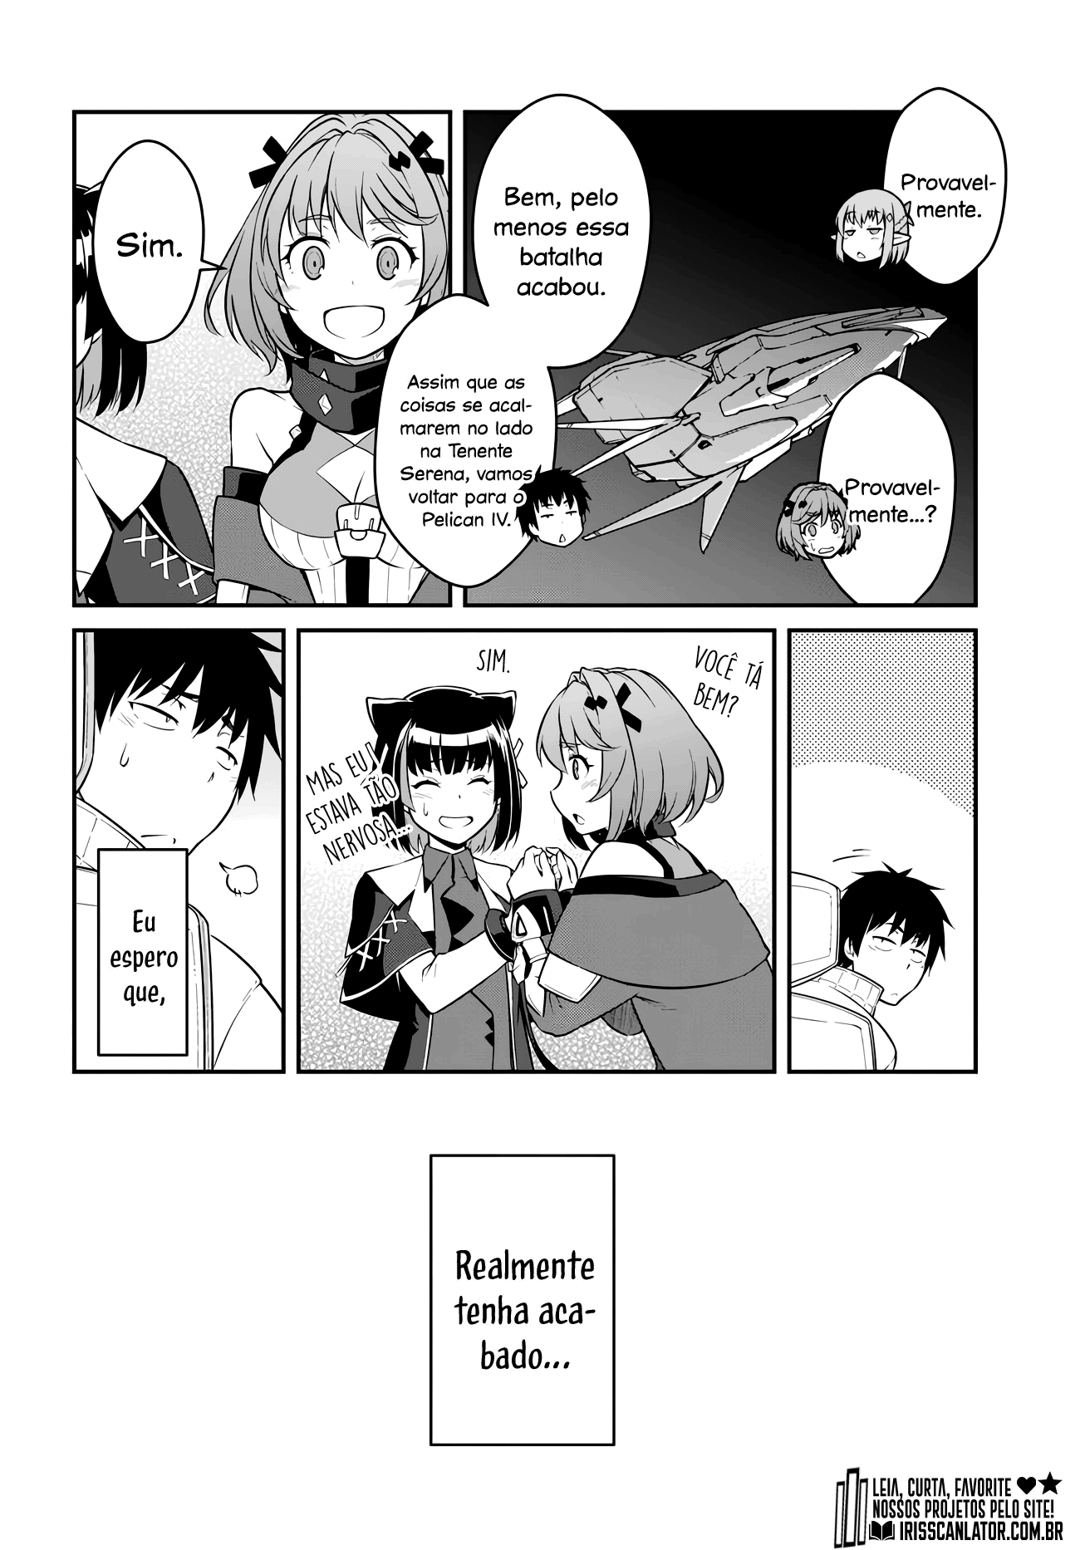 Provavel-
mente.
Bem, pelo
menos essa
batalha
acabou.
Assim que as
coisas se acal-
marem no lado
na Tenente
Serena, vamos
voltar para o
Pelican IV.
Provavel-
mente...?
Sim.
VOCÊ TÁ
BEM?
SIM.
MAS EU
ESTAVA TÃO
NERVOSA...
Eu
espero
que,
Realmente
tenha aca-
bado...
LEIA, CURTA, FAVORITE
NOSSOS PROJETOS PELO SITE!
IRISSCANLATOR.COM.BR